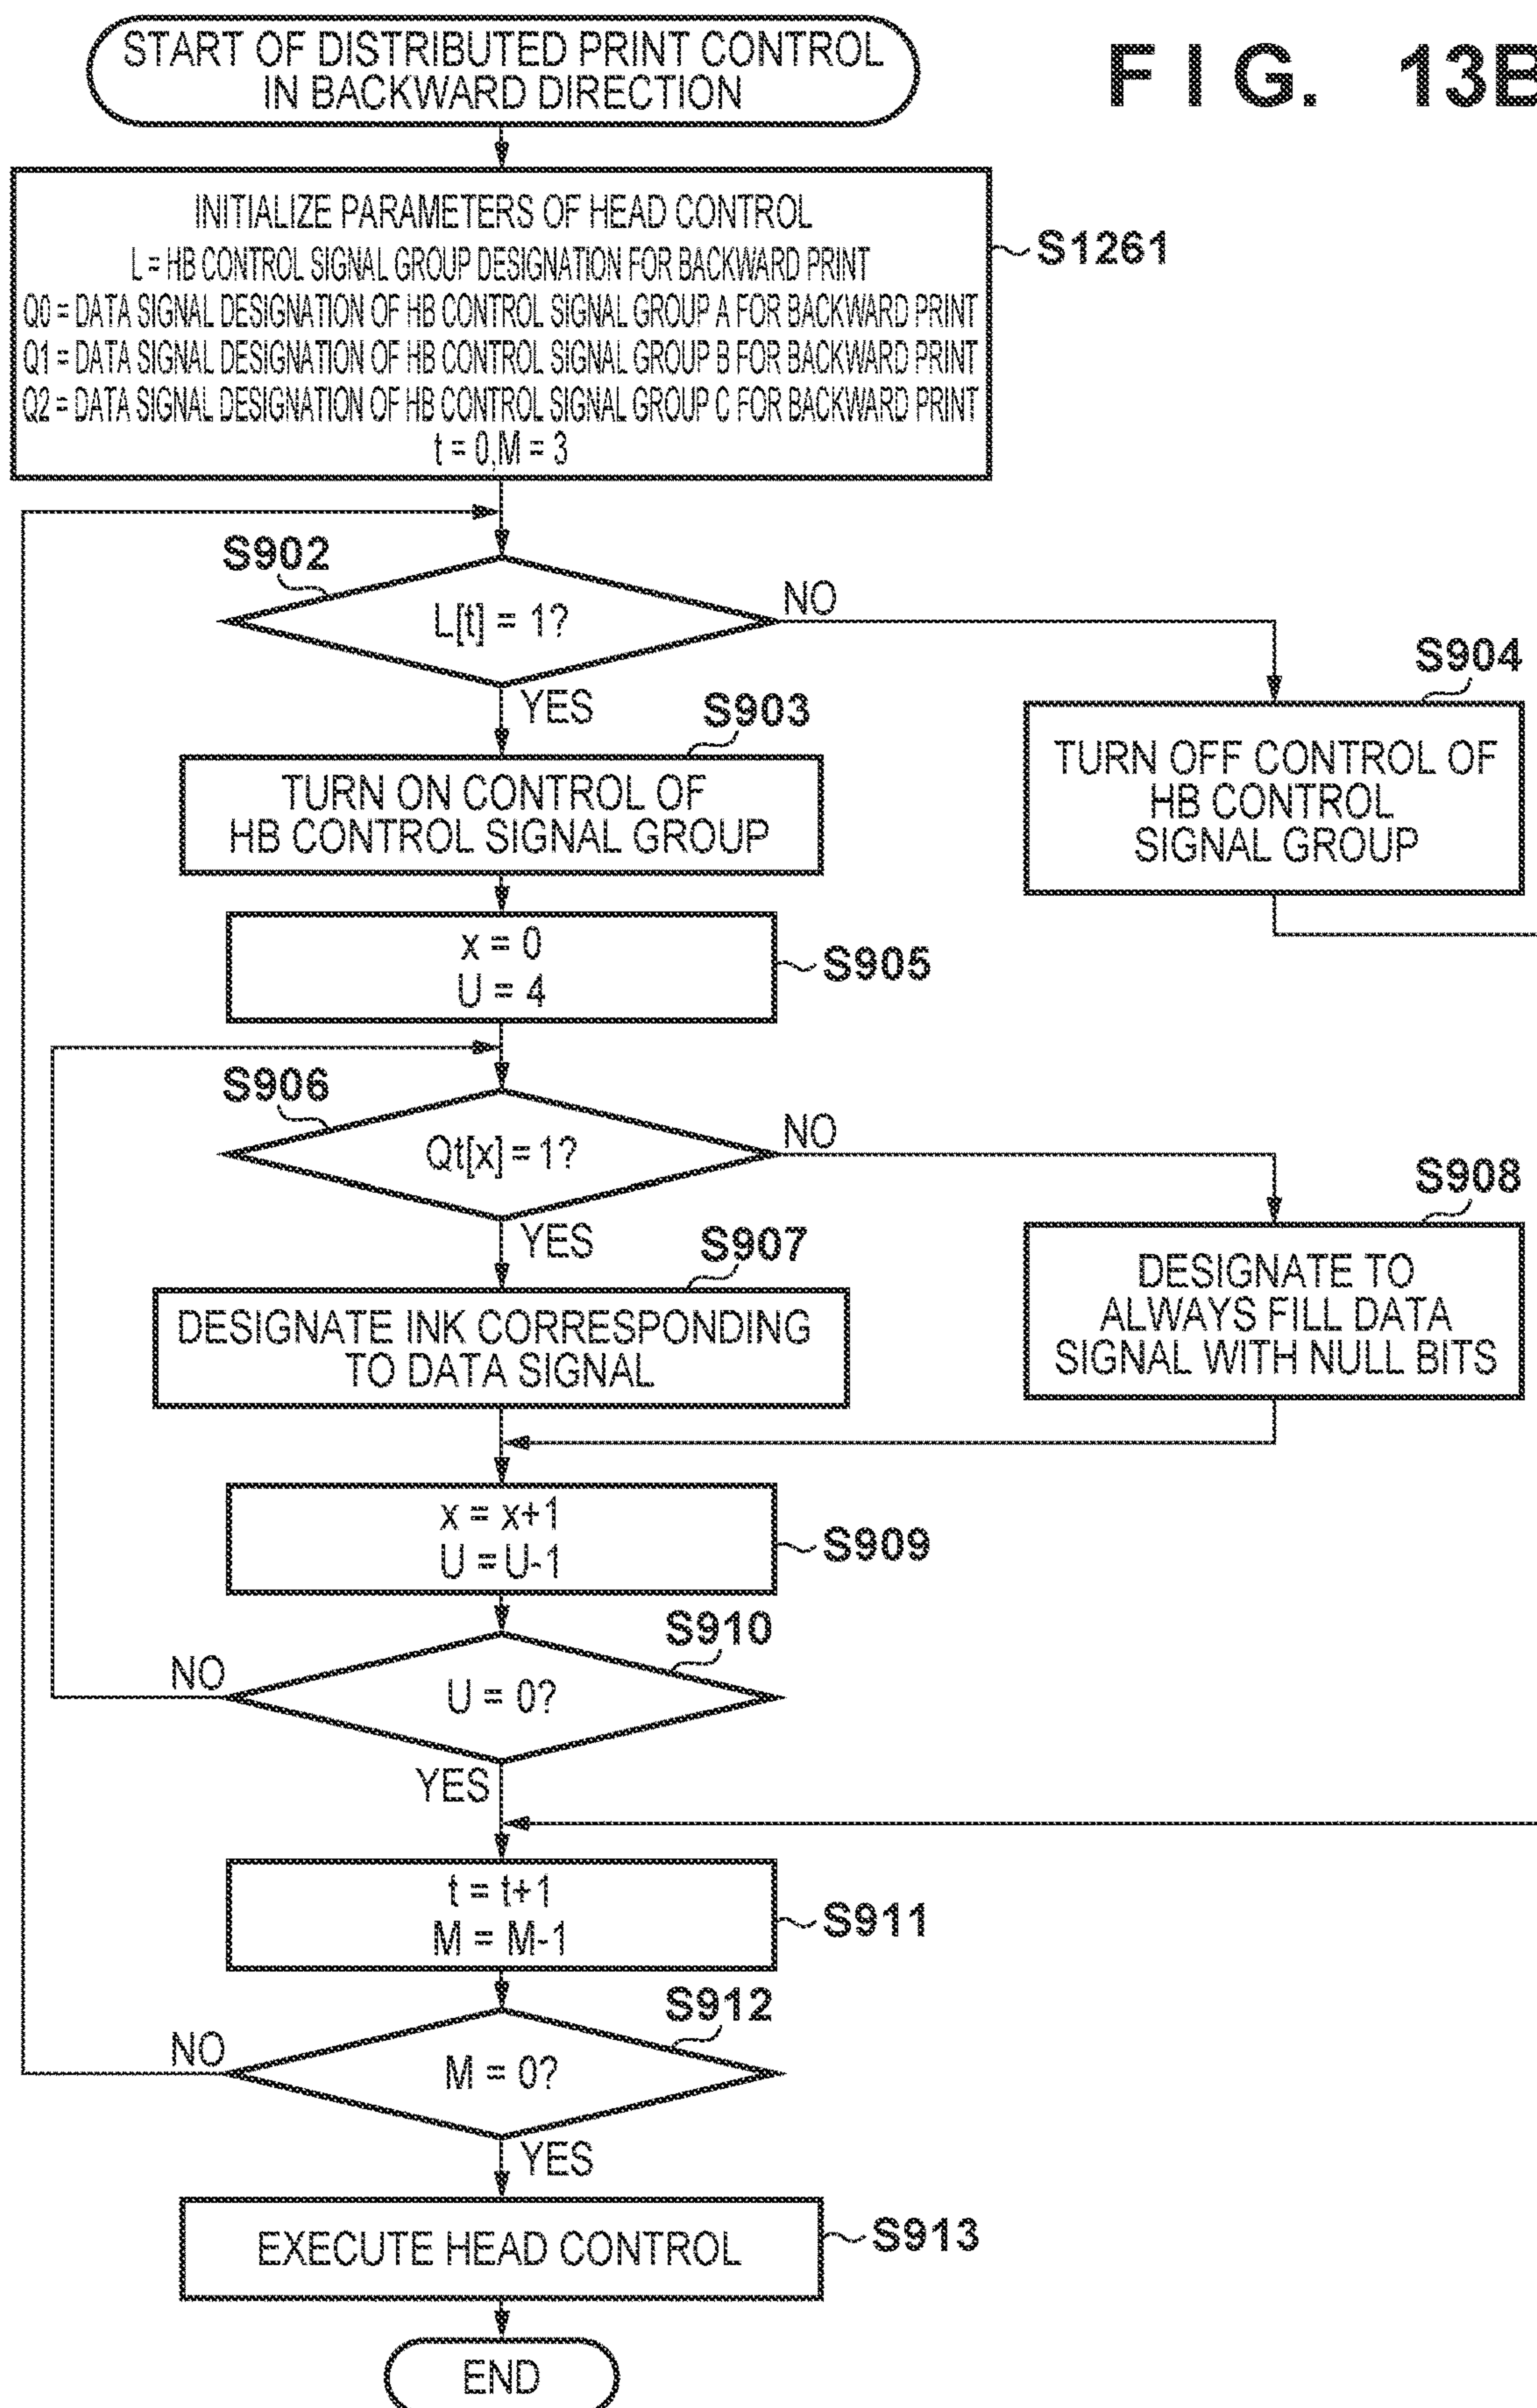 START OF DISTRIBUTED PRINT CONTROL
IN BACKWARD DIRECTION
FIG. 13B
INITIALIZE PARAMETERS OF HEAD CONTROL
L = HB CONTROL SIGNAL GROUP DESIGNATION FOR BACKWARD PRINT
Q0 = DATA SIGNAL DESIGNATION OF HB CONTROL SIGNAL GROUP A FOR BACKWARD PRINT
Q1 = DATA SIGNAL DESIGNATION OF HB CONTROL SIGNAL GROUP B FOR BACKWARD PRINT
Q2 = DATA SIGNAL DESIGNATION OF HB CONTROL SIGNAL GROUP C FOR BACKWARD PRINT
t = 0, M = 3
S1261
S902
L[t] = 1?
NO
YES
S904
TURN OFF CONTROL OF
HB CONTROL
SIGNAL GROUP
S903
TURN ON CONTROL OF
HB CONTROL SIGNAL GROUP
x = 0
U = 4
S905
S906
Qt[x] = 1?
NO
YES
S908
DESIGNATE TO
ALWAYS FILL DATA
SIGNAL WITH NULL BITS
S907
DESIGNATE INK CORRESPONDING
TO DATA SIGNAL
x = x+1
U = U-1
S909
S910
U = 0?
NO
YES
t = t+1
M = M-1
S911
S912
M = 0?
NO
YES
EXECUTE HEAD CONTROL
S913
END